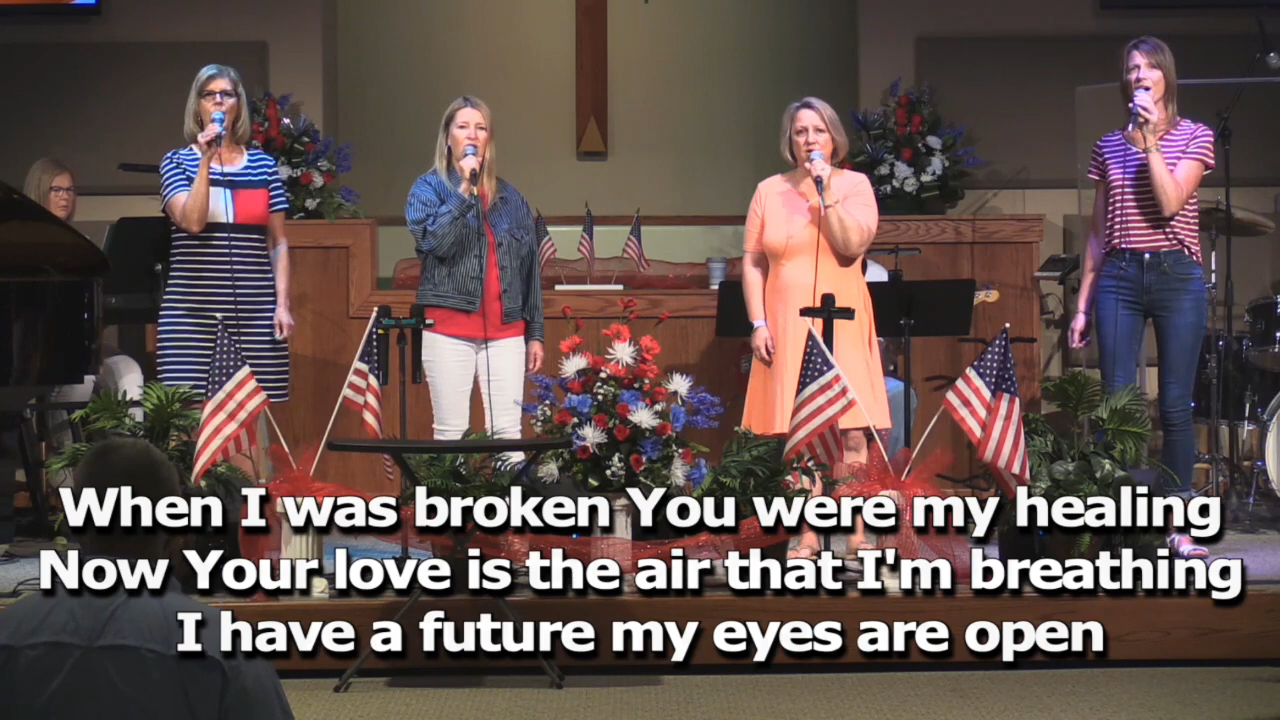 When I was broken You were my healing
Now Your love is the air that I'm breathing
I have a future my eyes are open